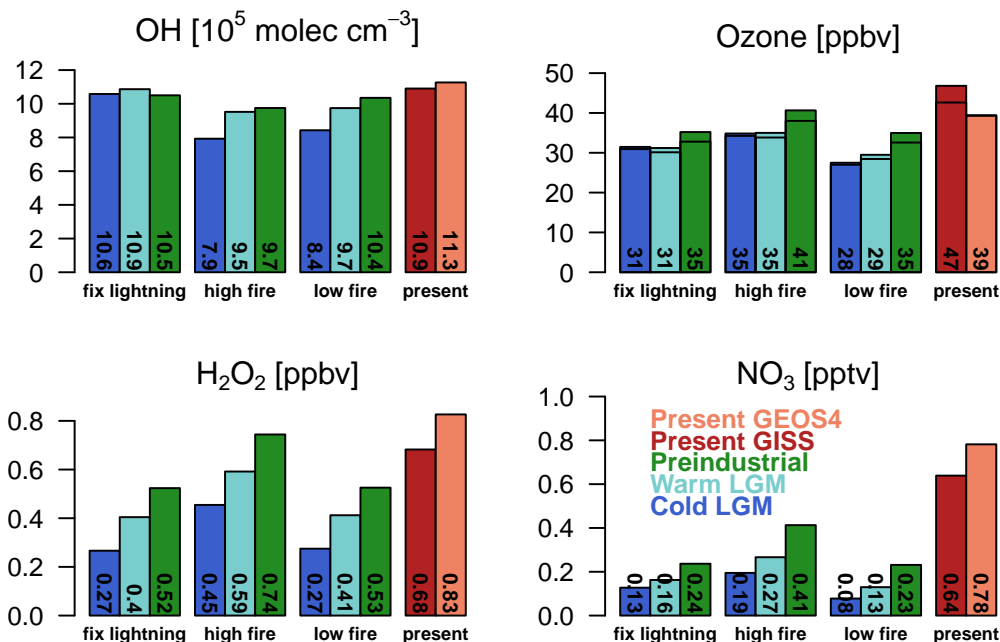 OH [10⁵ molec cm⁻³]
12
10
8
6
4
2
0
10.6
10.9
10.5
7.9
9.5
9.7
8.4
9.7
10.4
10.9
11.3
fix lightning
high fire
low fire
present
Ozone [ppbv]
50
40
30
20
10
0
31
31
35
35
35
41
28
29
35
47
39
fix lightning
high fire
low fire
present
H₂O₂ [ppbv]
0.8
0.6
0.4
0.2
0.0
0.27
0.4
0.52
0.45
0.59
0.74
0.27
0.41
0.53
0.68
0.83
fix lightning
high fire
low fire
present
NO₃ [pptv]
1.0
0.8
0.6
0.4
0.2
0.0
Present GEOS4
Present GISS
Preindustrial
Warm LGM
Cold LGM
0.13
0.16
0.24
0.19
0.27
0.41
0.08
0.13
0.23
0.64
0.78
fix lightning
high fire
low fire
present